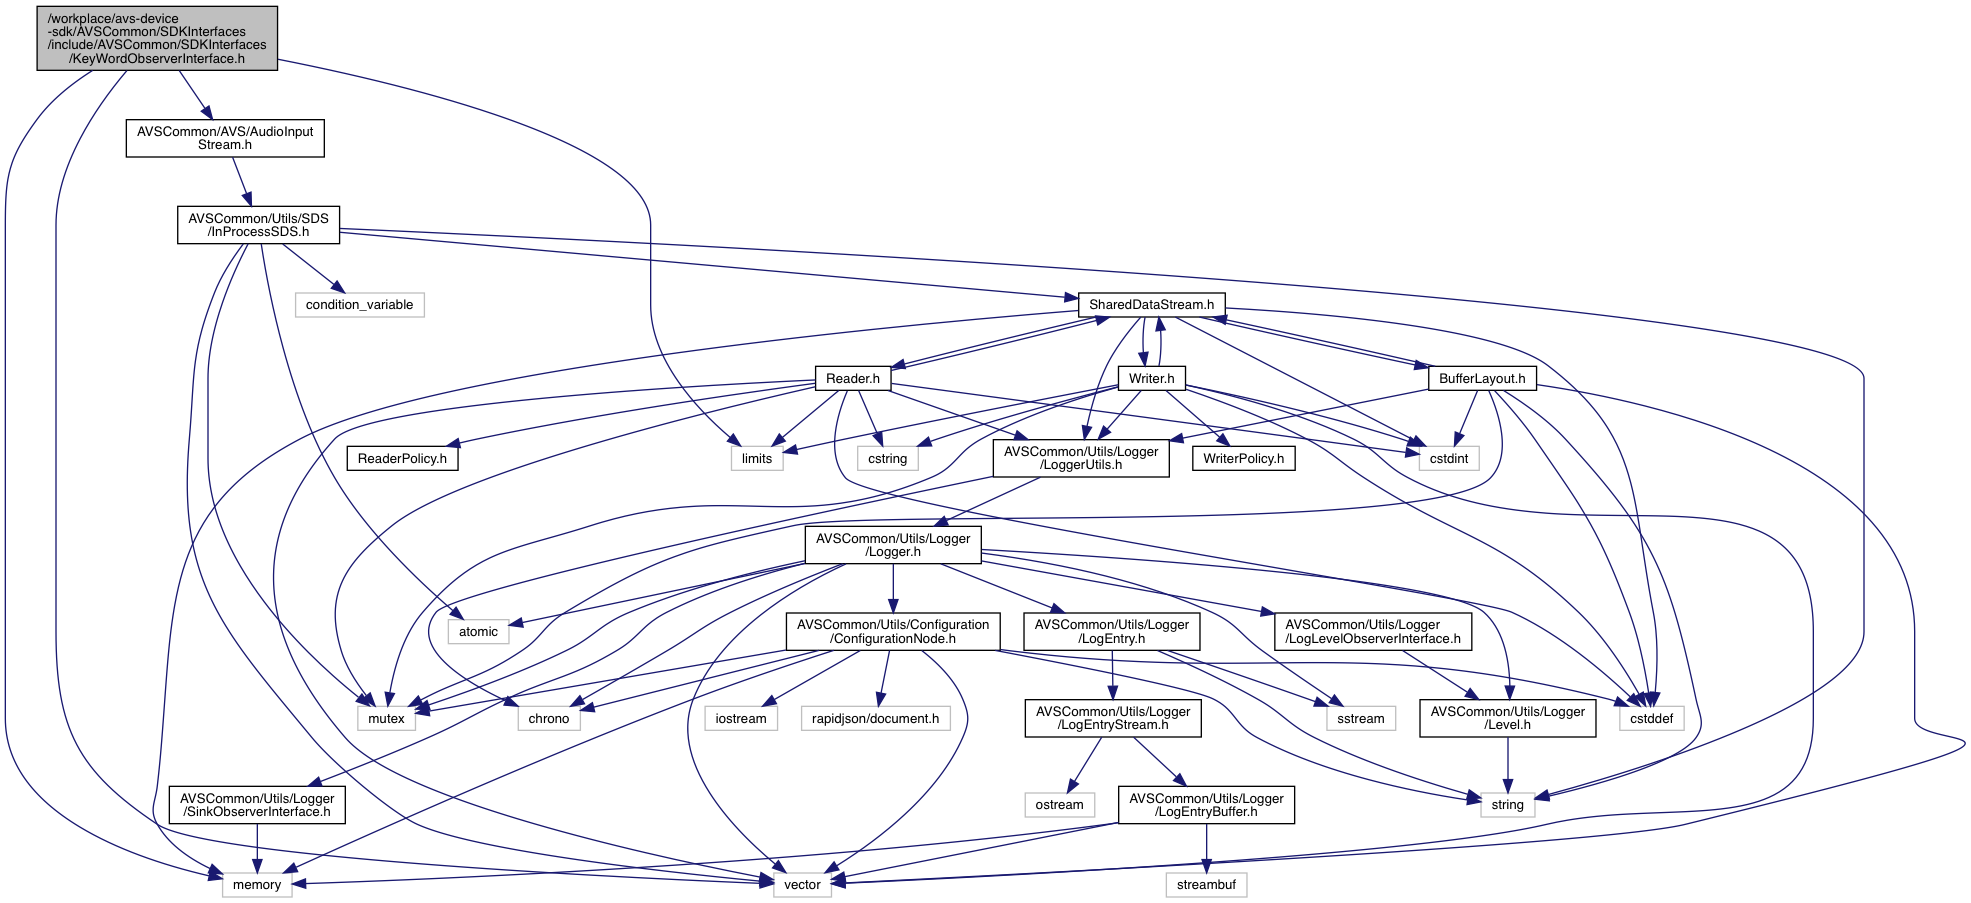 /workplace/avs-device
-sdk/AVSCommon/SDKInterfaces
/include/AVSCommon/SDKInterfaces
/KeyWordObserverInterface.h
AVSCommon/AVS/AudioInput
Stream.h
AVSCommon/Utils/SDS
/InProcessSDS.h
condition_variable
SharedDataStream.h
Reader.h
Writer.h
BufferLayout.h
ReaderPolicy.h
limits
cstring
AVSCommon/Utils/Logger
/LoggerUtils.h
WriterPolicy.h
cstdint
AVSCommon/Utils/Logger
/Logger.h
atomic
AVSCommon/Utils/Configuration
/ConfigurationNode.h
AVSCommon/Utils/Logger
/LogEntry.h
AVSCommon/Utils/Logger
/LogLevelObserverInterface.h
mutex
chrono
iostream
rapidjson/document.h
AVSCommon/Utils/Logger
/LogEntryStream.h
sstream
AVSCommon/Utils/Logger
/Level.h
cstddef
AVSCommon/Utils/Logger
/SinkObserverInterface.h
ostream
AVSCommon/Utils/Logger
/LogEntryBuffer.h
string
memory
vector
streambuf